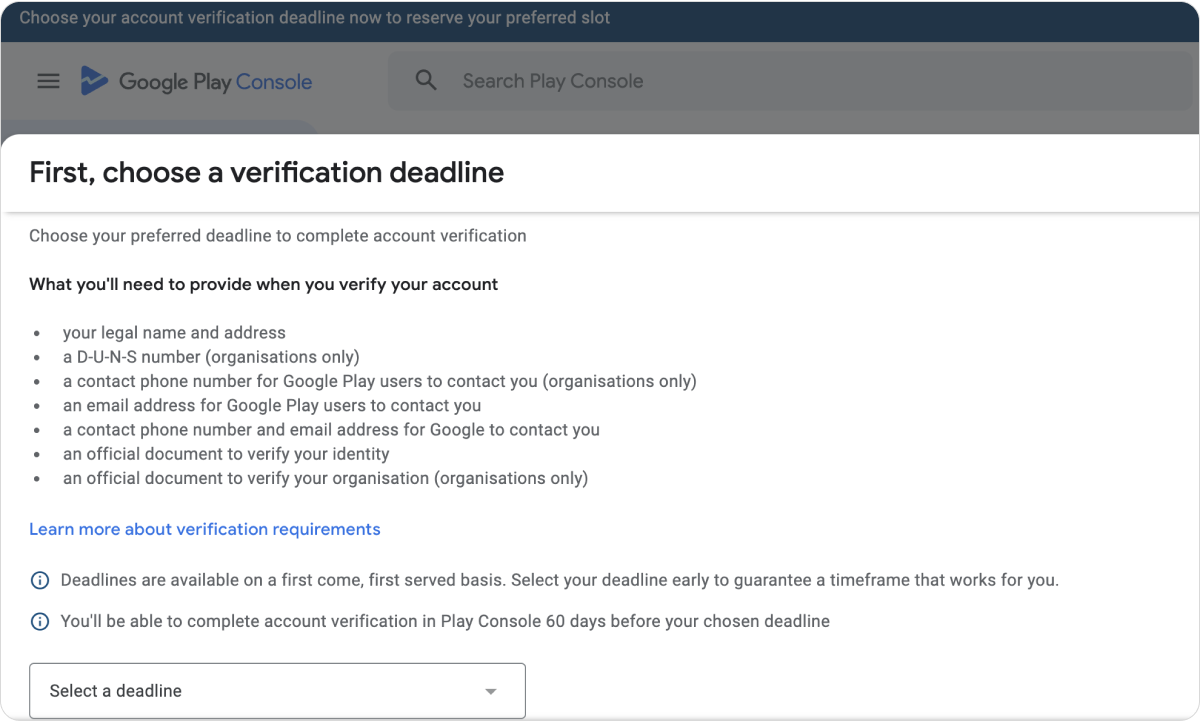 Choose your account verification deadline now to reserve your preferred slot
Google Play Console
Search Play Console
First, choose a verification deadline
Choose your preferred deadline to complete account verification
What you'll need to provide when you verify your account
• your legal name and address
• a D-U-N-S number (organisations only)
• a contact phone number for Google Play users to contact you (organisations only)
• an email address for Google Play users to contact you
• a contact phone number and email address for Google to contact you
• an official document to verify your identity
• an official document to verify your organisation (organisations only)
Learn more about verification requirements
Deadlines are available on a first come, first served basis. Select your deadline early to guarantee a timeframe that works for you.
You'll be able to complete account verification in Play Console 60 days before your chosen deadline
Select a deadline